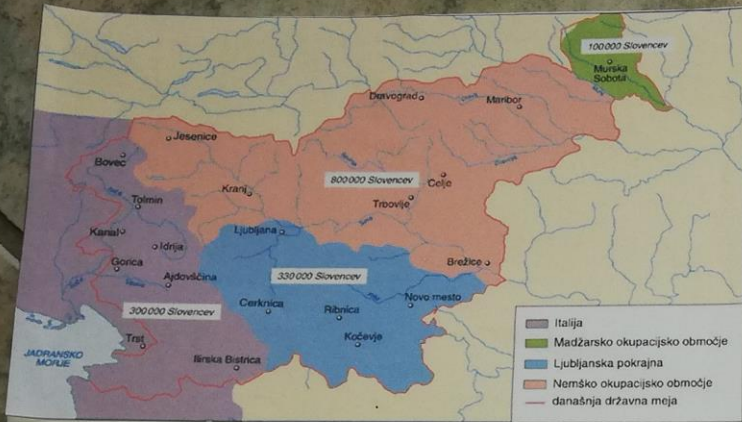 100 000 Slovencev
Murska
Sobota
Dravograd
Maribor
Jesenice
Bovec
800 000 Slovencev
Celje
Kranj
Trbovlje
Tolmin
Ljubljana
Kanal
Idrija
Gorica
Brežice
330 000 Slovencev
Ajdovščina
Novo mesto
300 000 Slovencev
Cerknica
Ribnica
Kočevje
Trst
JADRANSKO
MORJE
Ilirska Bistrica
Italija
Madžarsko okupacijsko območje
Ljubljanska pokrajna
Nemško okupacijsko območje
današnja državna meja